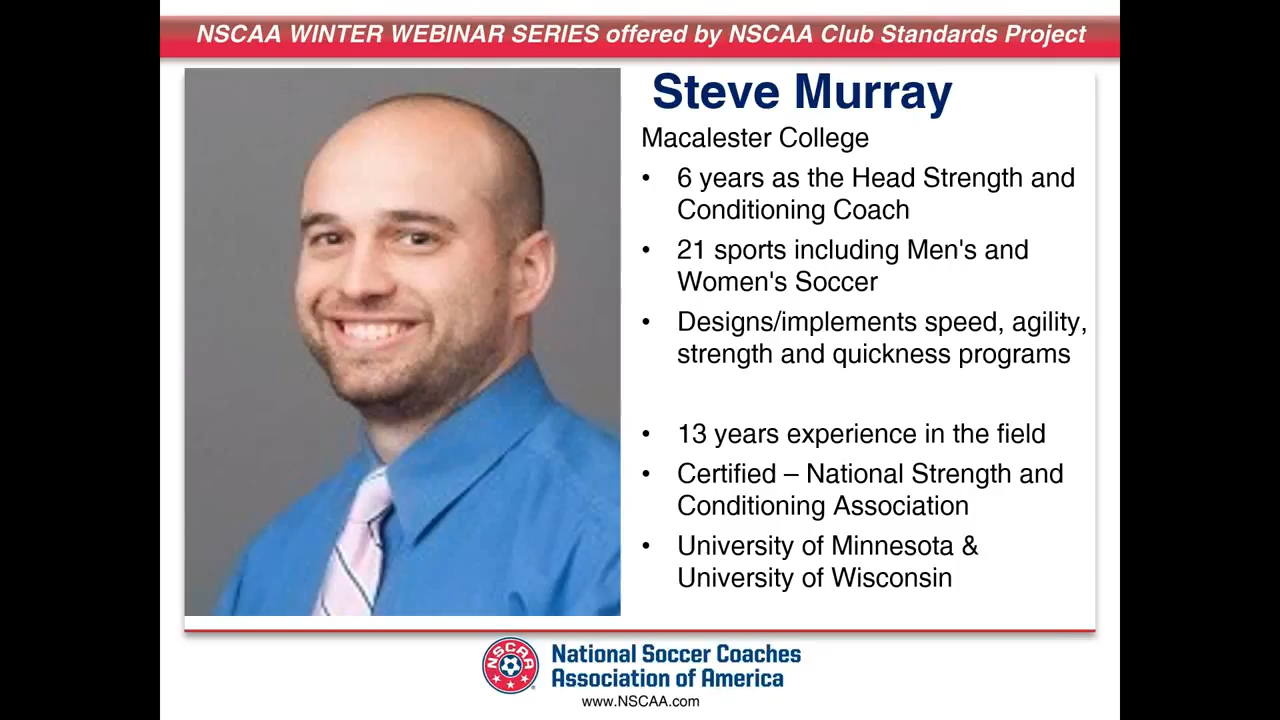 NSCAA WINTER WEBINAR SERIES offered by NSCAA Club Standards Project
Steve Murray
Macalester College
• 6 years as the Head Strength and
Conditioning Coach
• 21 sports including Men's and
Women's Soccer
• Designs/implements speed, agility,
strength and quickness programs
• 13 years experience in the field
• Certified – National Strength and
Conditioning Association
• University of Minnesota &
University of Wisconsin
NSCAA
National Soccer Coaches
Association of America
www.NSCAA.com